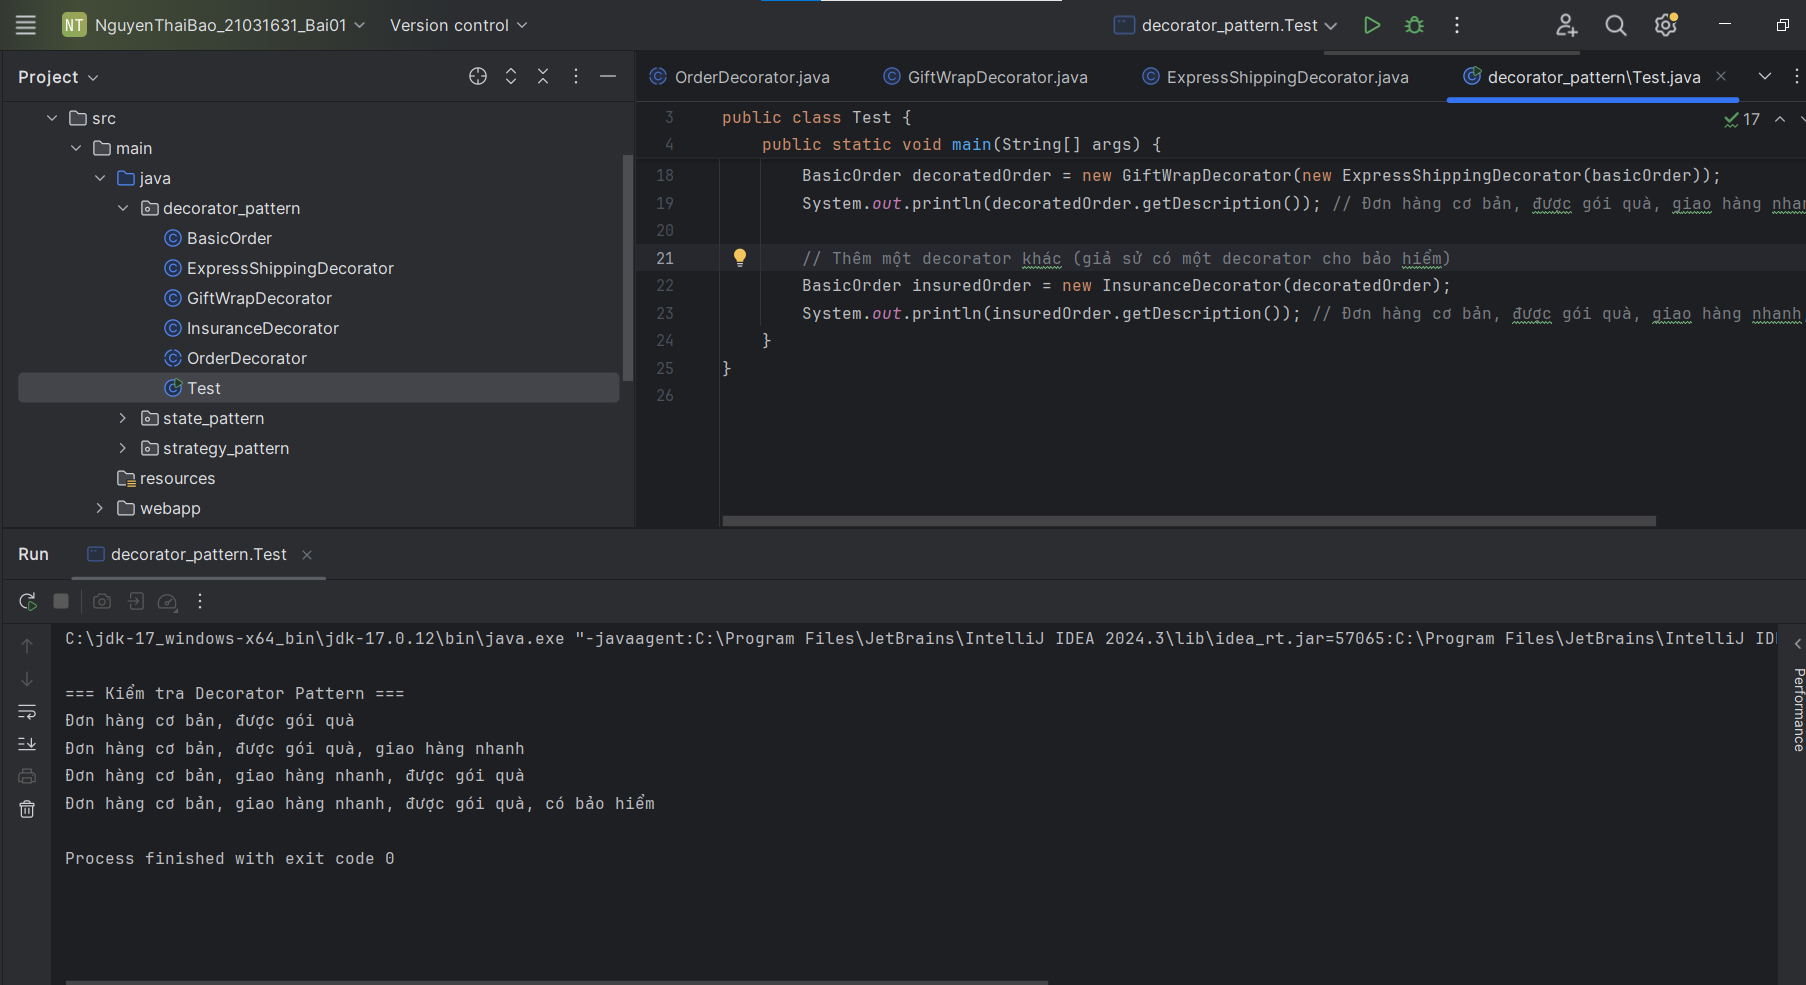 NT NguyenThaiBao_21031631_Bai01 Version control decorator_pattern.Test
Project
src
main
java
decorator_pattern
BasicOrder
ExpressShippingDecorator
GiftWrapDecorator
InsuranceDecorator
OrderDecorator
Test
state_pattern
strategy_pattern
resources
webapp
OrderDecorator.java GiftWrapDecorator.java ExpressShippingDecorator.java decorator_pattern\Test.java
17
3 public class Test {
4 public static void main(String[] args) {
18 BasicOrder decoratedOrder = new GiftWrapDecorator(new ExpressShippingDecorator(basicOrder));
19 System.out.println(decoratedOrder.getDescription()); // Đơn hàng cơ bản, được gói quà, giao hàng nhan
20
21 // Thêm một decorator khác (giả sử có một decorator cho bảo hiểm)
22 BasicOrder insuredOrder = new InsuranceDecorator(decoratedOrder);
23 System.out.println(insuredOrder.getDescription()); // Đơn hàng cơ bản, được gói quà, giao hàng nhanh
24 }
25 }
26
Run decorator_pattern.Test
C:\jdk-17_windows-x64_bin\jdk-17.0.12\bin\java.exe "-javaagent:C:\Program Files\JetBrains\IntelliJ IDEA 2024.3\lib\idea_rt.jar=57065:C:\Program Files\JetBrains\IntelliJ ID
=== Kiểm tra Decorator Pattern ===
Đơn hàng cơ bản, được gói quà
Đơn hàng cơ bản, được gói quà, giao hàng nhanh
Đơn hàng cơ bản, giao hàng nhanh, được gói quà
Đơn hàng cơ bản, giao hàng nhanh, được gói quà, có bảo hiểm
Process finished with exit code 0
Performance